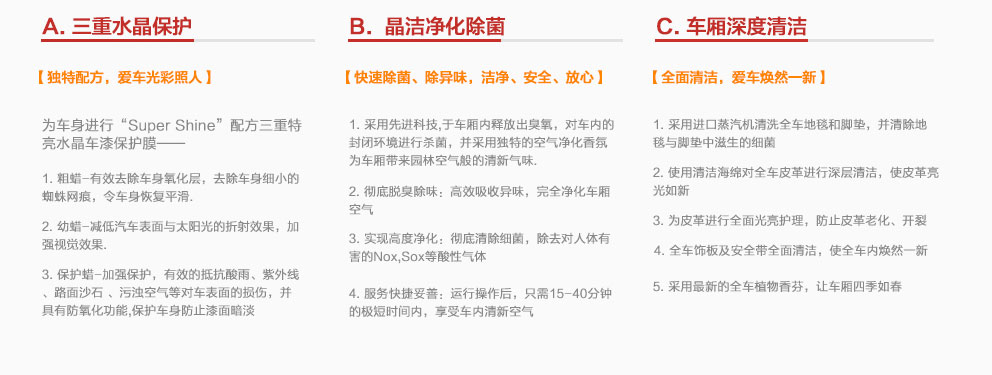 A. 三重水晶保护
【 独特配方，爱车光彩照人 】
为车身进行“Super Shine”配方三重特
亮水晶车漆保护膜——
1. 粗蜡-有效去除车身氧化层，去除车身细小的
蜘蛛网痕，令车身恢复平滑.
2. 幼蜡-减低汽车表面与太阳光的折射效果，加
强视觉效果.
3. 保护蜡-加强保护，有效的抵抗酸雨、紫外线
、路面沙石 、污浊空气等对车表面的损伤，并
具有防氧化功能,保护车身防止漆面暗淡
B. 晶洁净化除菌
【 快速除菌、除异味，洁净、安全、放心 】
1. 采用先进科技,于车厢内释放出臭氧，对车内的
封闭环境进行杀菌，并采用独特的空气净化香氛
为车厢带来园林空气般的清新气味.
2. 彻底脱臭除味：高效吸收异味，完全净化车厢
空气
3. 实现高度净化：彻底清除细菌，除去对人体有
害的Nox,Sox等酸性气体
4. 服务快捷妥善：运行操作后，只需15-40分钟
的极短时间内，享受车内清新空气
C. 车厢深度清洁
【 全面清洁，爱车焕然一新 】
1. 采用进口蒸汽机清洗全车地毯和脚垫，并清除地
毯与脚垫中滋生的细菌
2. 使用清洁海绵对全车皮革进行深层清洁，使皮革亮
光如新
3. 为皮革进行全面光亮护理，防止皮革老化、开裂
4. 全车饰板及安全带全面清洁，使全车内焕然一新
5. 采用最新的全车植物香芬，让车厢四季如春